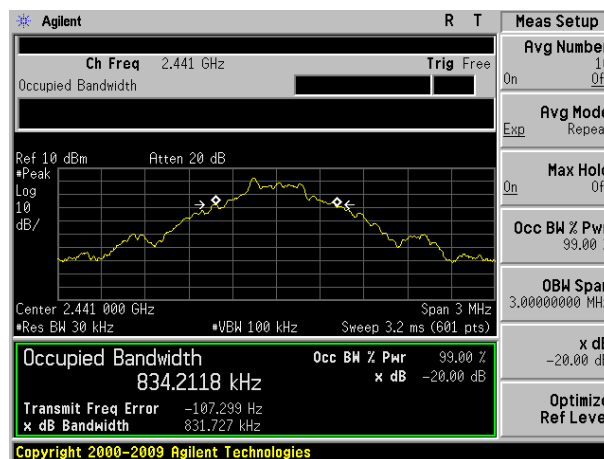 Agilent R T
Meas Setup
Ch Freq 2.441 GHz Trig Free
Occupied Bandwidth
Ref 10 dBm Atten 20 dB
#Peak
Log
10
dB/
Center 2.441 000 GHz Span 3 MHz
#Res BW 30 kHz #VBW 100 kHz Sweep 3.2 ms (601 pts)
Occupied Bandwidth Occ BW % Pwr 99.00 %
834.2118 kHz x dB -20.00 dB
Transmit Freq Error -107.299 Hz
x dB Bandwidth 831.727 kHz
Copyright 2000-2009 Agilent Technologies
Avg Number
On
Avg Mode
Exp Repea
Max Hold
On
Occ BW % Pwr
99.00
OBW Span
3.00000000 MH
x dB
-20.00 dB
Optimize
Ref Leve